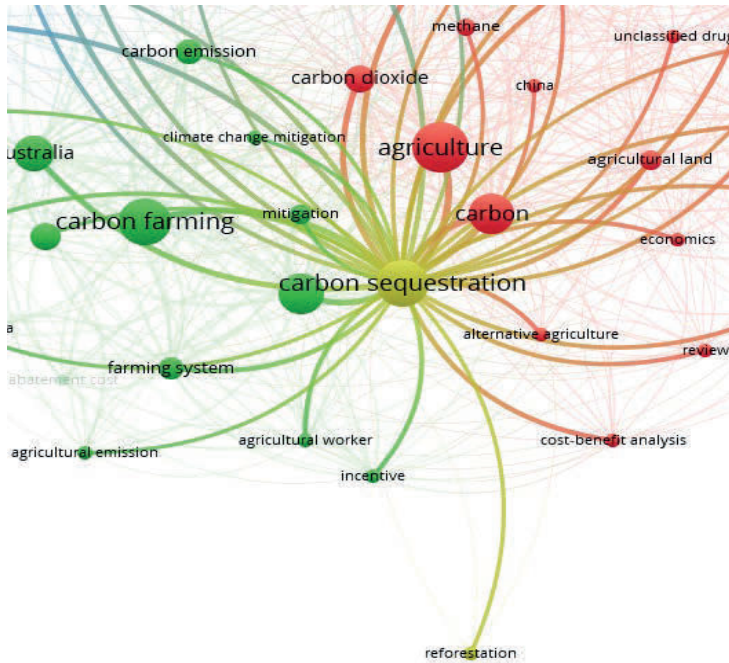 methane
unclassified drug
carbon emission
carbon dioxide
china
climate change mitigation
agriculture
ustralia
agricultural land
carbon farming
mitigation
carbon
economics
carbon sequestration
a
alternative agriculture
review
farming system
abatement cost
agricultural emission
agricultural worker
cost-benefit analysis
incentive
reforestation